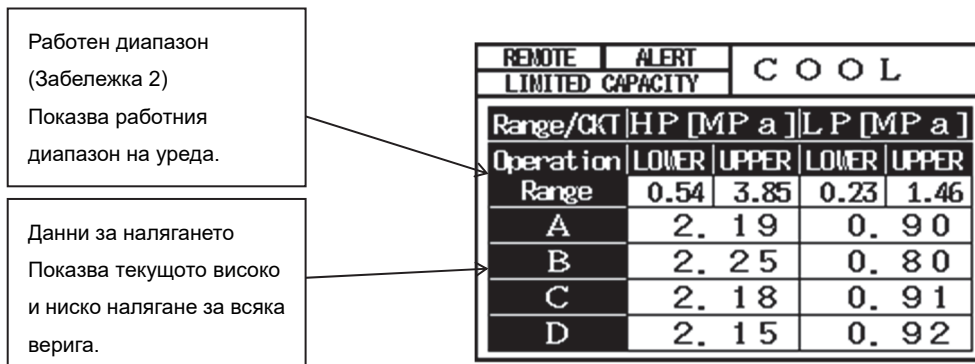 Работен диапазон
(Забележка 2)
Показва работния
диапазон на уреда.
Данни за налягането
Показва текущото високо
и ниско налягане за всяка
верига.
REMOTE ALERT COOL
LIMITED CAPACITY
Range/CKT HP [MPa] LP [MPa]
Operation LOWER UPPER LOWER UPPER
Range 0.54 3.85 0.23 1.46
A 2.19 0.90
B 2.25 0.80
C 2.18 0.91
D 2.15 0.92